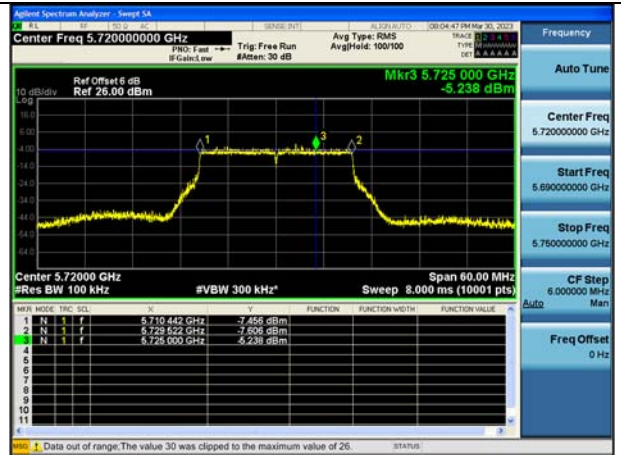 Agilent Spectrum Analyzer - Swept SA
RL RF 50 Ω AC SENSE:INT ALIGN AUTO 08:04:47 PM Mar 30, 2023
Center Freq 5.720000000 GHz
PNO: Fast
IFGain:Low
Trig: Free Run
#Atten: 30 dB
Avg Type: RMS
Avg|Hold: 100/100
TRACE 1 2 3 4 5 6
TYPE
DET A A A A A A
Frequency
Ref Offset 6 dB
10 dB/div Ref 26.00 dBm
Mkr3 5.725 000 GHz
-5.238 dBm
Log
16.0
6.00
-4.00
-14.0
-24.0
-34.0
-44.0
-54.0
-64.0
1
3
2
Center 5.72000 GHz Span 60.00 MHz
#Res BW 100 kHz #VBW 300 kHz* Sweep 8.000 ms (10001 pts)
MKR MODE TRC SCL X Y FUNCTION FUNCTION WIDTH FUNCTION VALUE
1 N 1 f 5.710 442 GHz -7.456 dBm
2 N 1 f 5.729 522 GHz -7.606 dBm
3 N 1 f 5.725 000 GHz -5.238 dBm
4
5
6
7
8
9
10
11
Auto Tune
Center Freq
5.720000000 GHz
Start Freq
5.690000000 GHz
Stop Freq
5.750000000 GHz
CF Step
6.000000 MHz
Auto Man
Freq Offset
0 Hz
MSG Data out of range;The value 30 was clipped to the maximum value of 26. STATUS